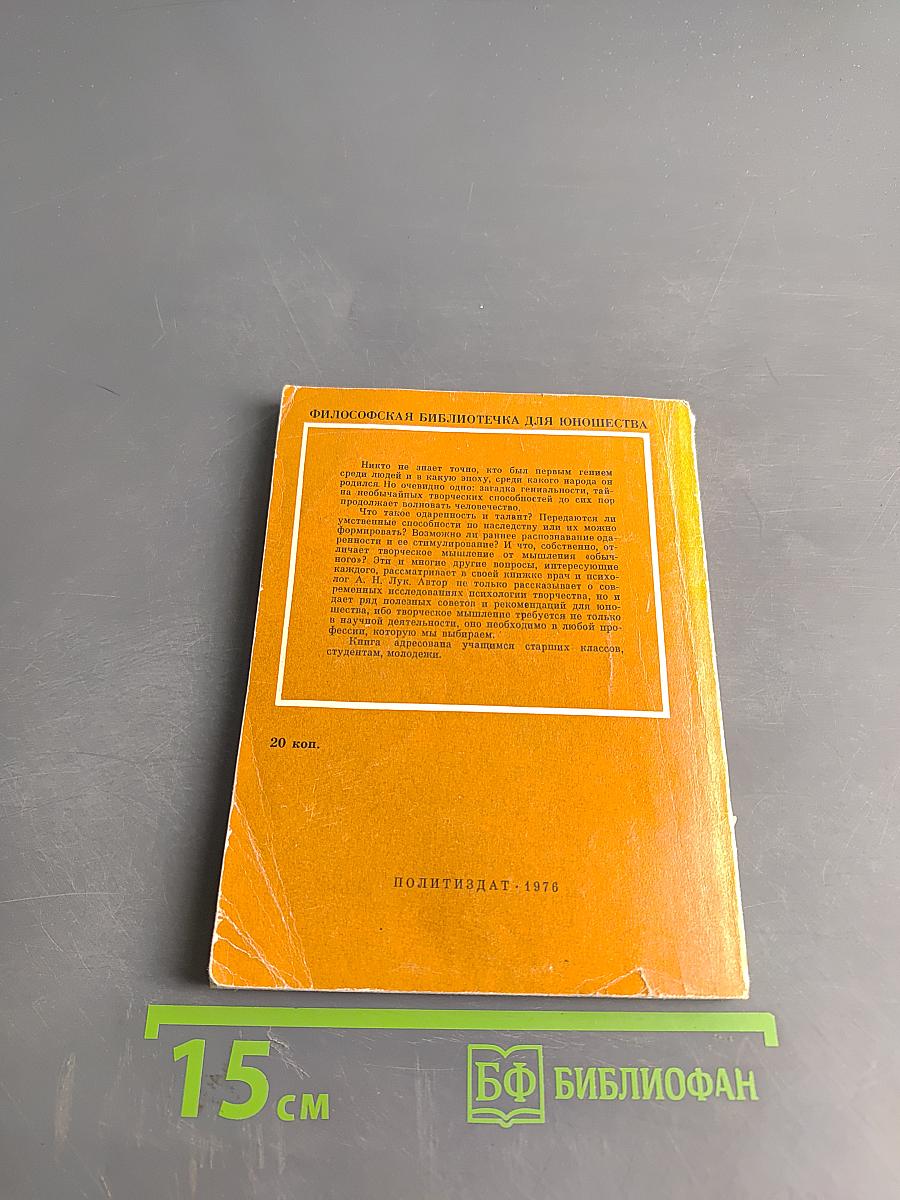 ФИЛОСОФСКАЯ БИБЛИОТЕЧКА ДЛЯ ЮНОШЕСТВА
Никто не знает точно, кто был первым гением
среди людей и в какую эпоху, среди какого народа он
родился. Но очевидно одно: загадка гениальности, тай-
на необычайных творческих способностей до сих пор
продолжает волновать человечество.
Что такое одаренность и талант? Передаются ли
умственные способности по наследству или их можно
формировать? Возможно ли раннее распознавание ода-
ренности и ее стимулирование? И что, собственно, от-
личает творческое мышление от мышления «обыч-
ного»? Эти и многие другие вопросы, интересующие
каждого, рассматривает в своей книжке врач и психо-
лог А. Н. Лук. Автор не только рассказывает о сов-
ременных исследованиях психологии творчества, но и
дает ряд полезных советов и рекомендаций для юно-
шества, ибо творческое мышление требуется не только
в научной деятельности, оно необходимо в любой про-
фессии, которую мы выбираем.
Книга адресована учащимся старших классов,
студентам, молодежи.
20 коп.
ПОЛИТИЗДАТ · 1976
15 см
БФ БИБЛИОФАН